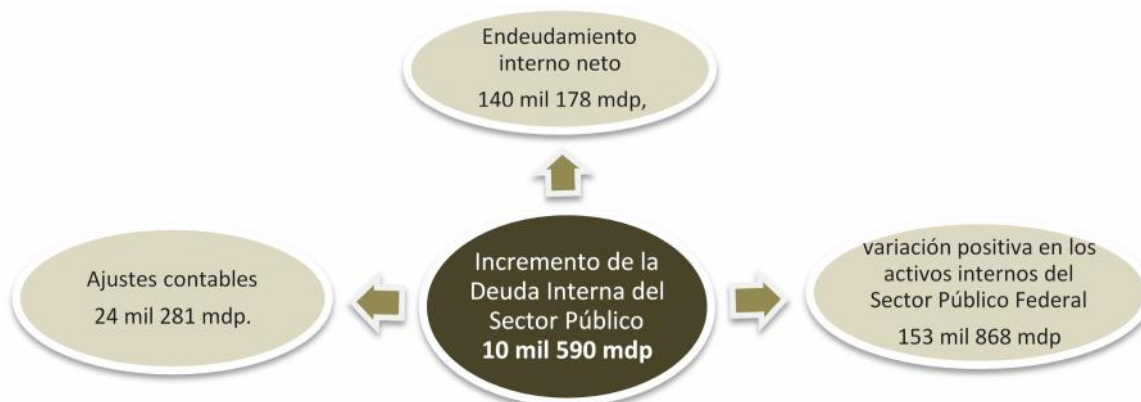 Endeudamiento
interno neto
140 mil 178 mdp,
Ajustes contables
24 mil 281 mdp.
Incremento de la
Deuda Interna del
Sector Público
10 mil 590 mdp
variación positiva en los
activos internos del
Sector Público Federal
153 mil 868 mdp